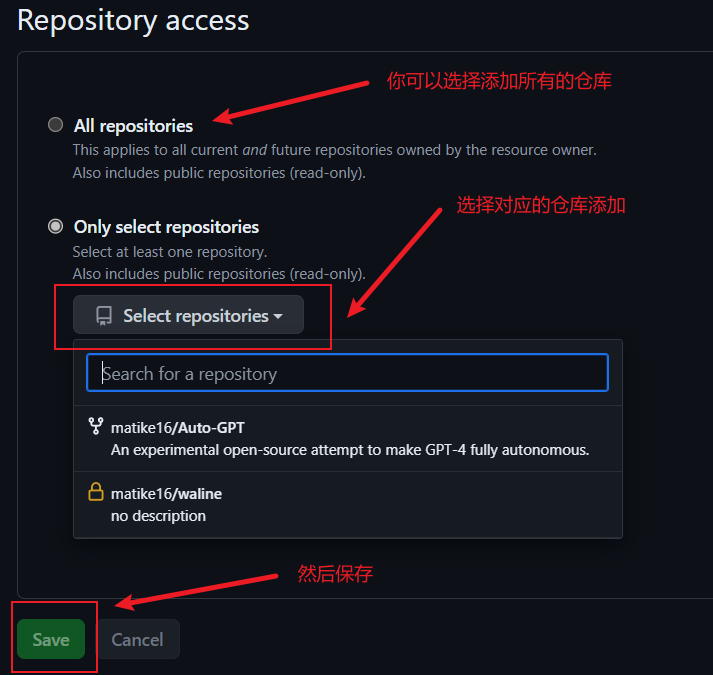 Repository access
你可以选择添加所有的仓库
All repositories
This applies to all current and future repositories owned by the resource owner.
Also includes public repositories (read-only).
选择对应的仓库添加
Only select repositories
Select at least one repository.
Also includes public repositories (read-only).
Select repositories
Search for a repository
matike16/Auto-GPT
An experimental open-source attempt to make GPT-4 fully autonomous.
matike16/waline
no description
然后保存
Save
Cancel